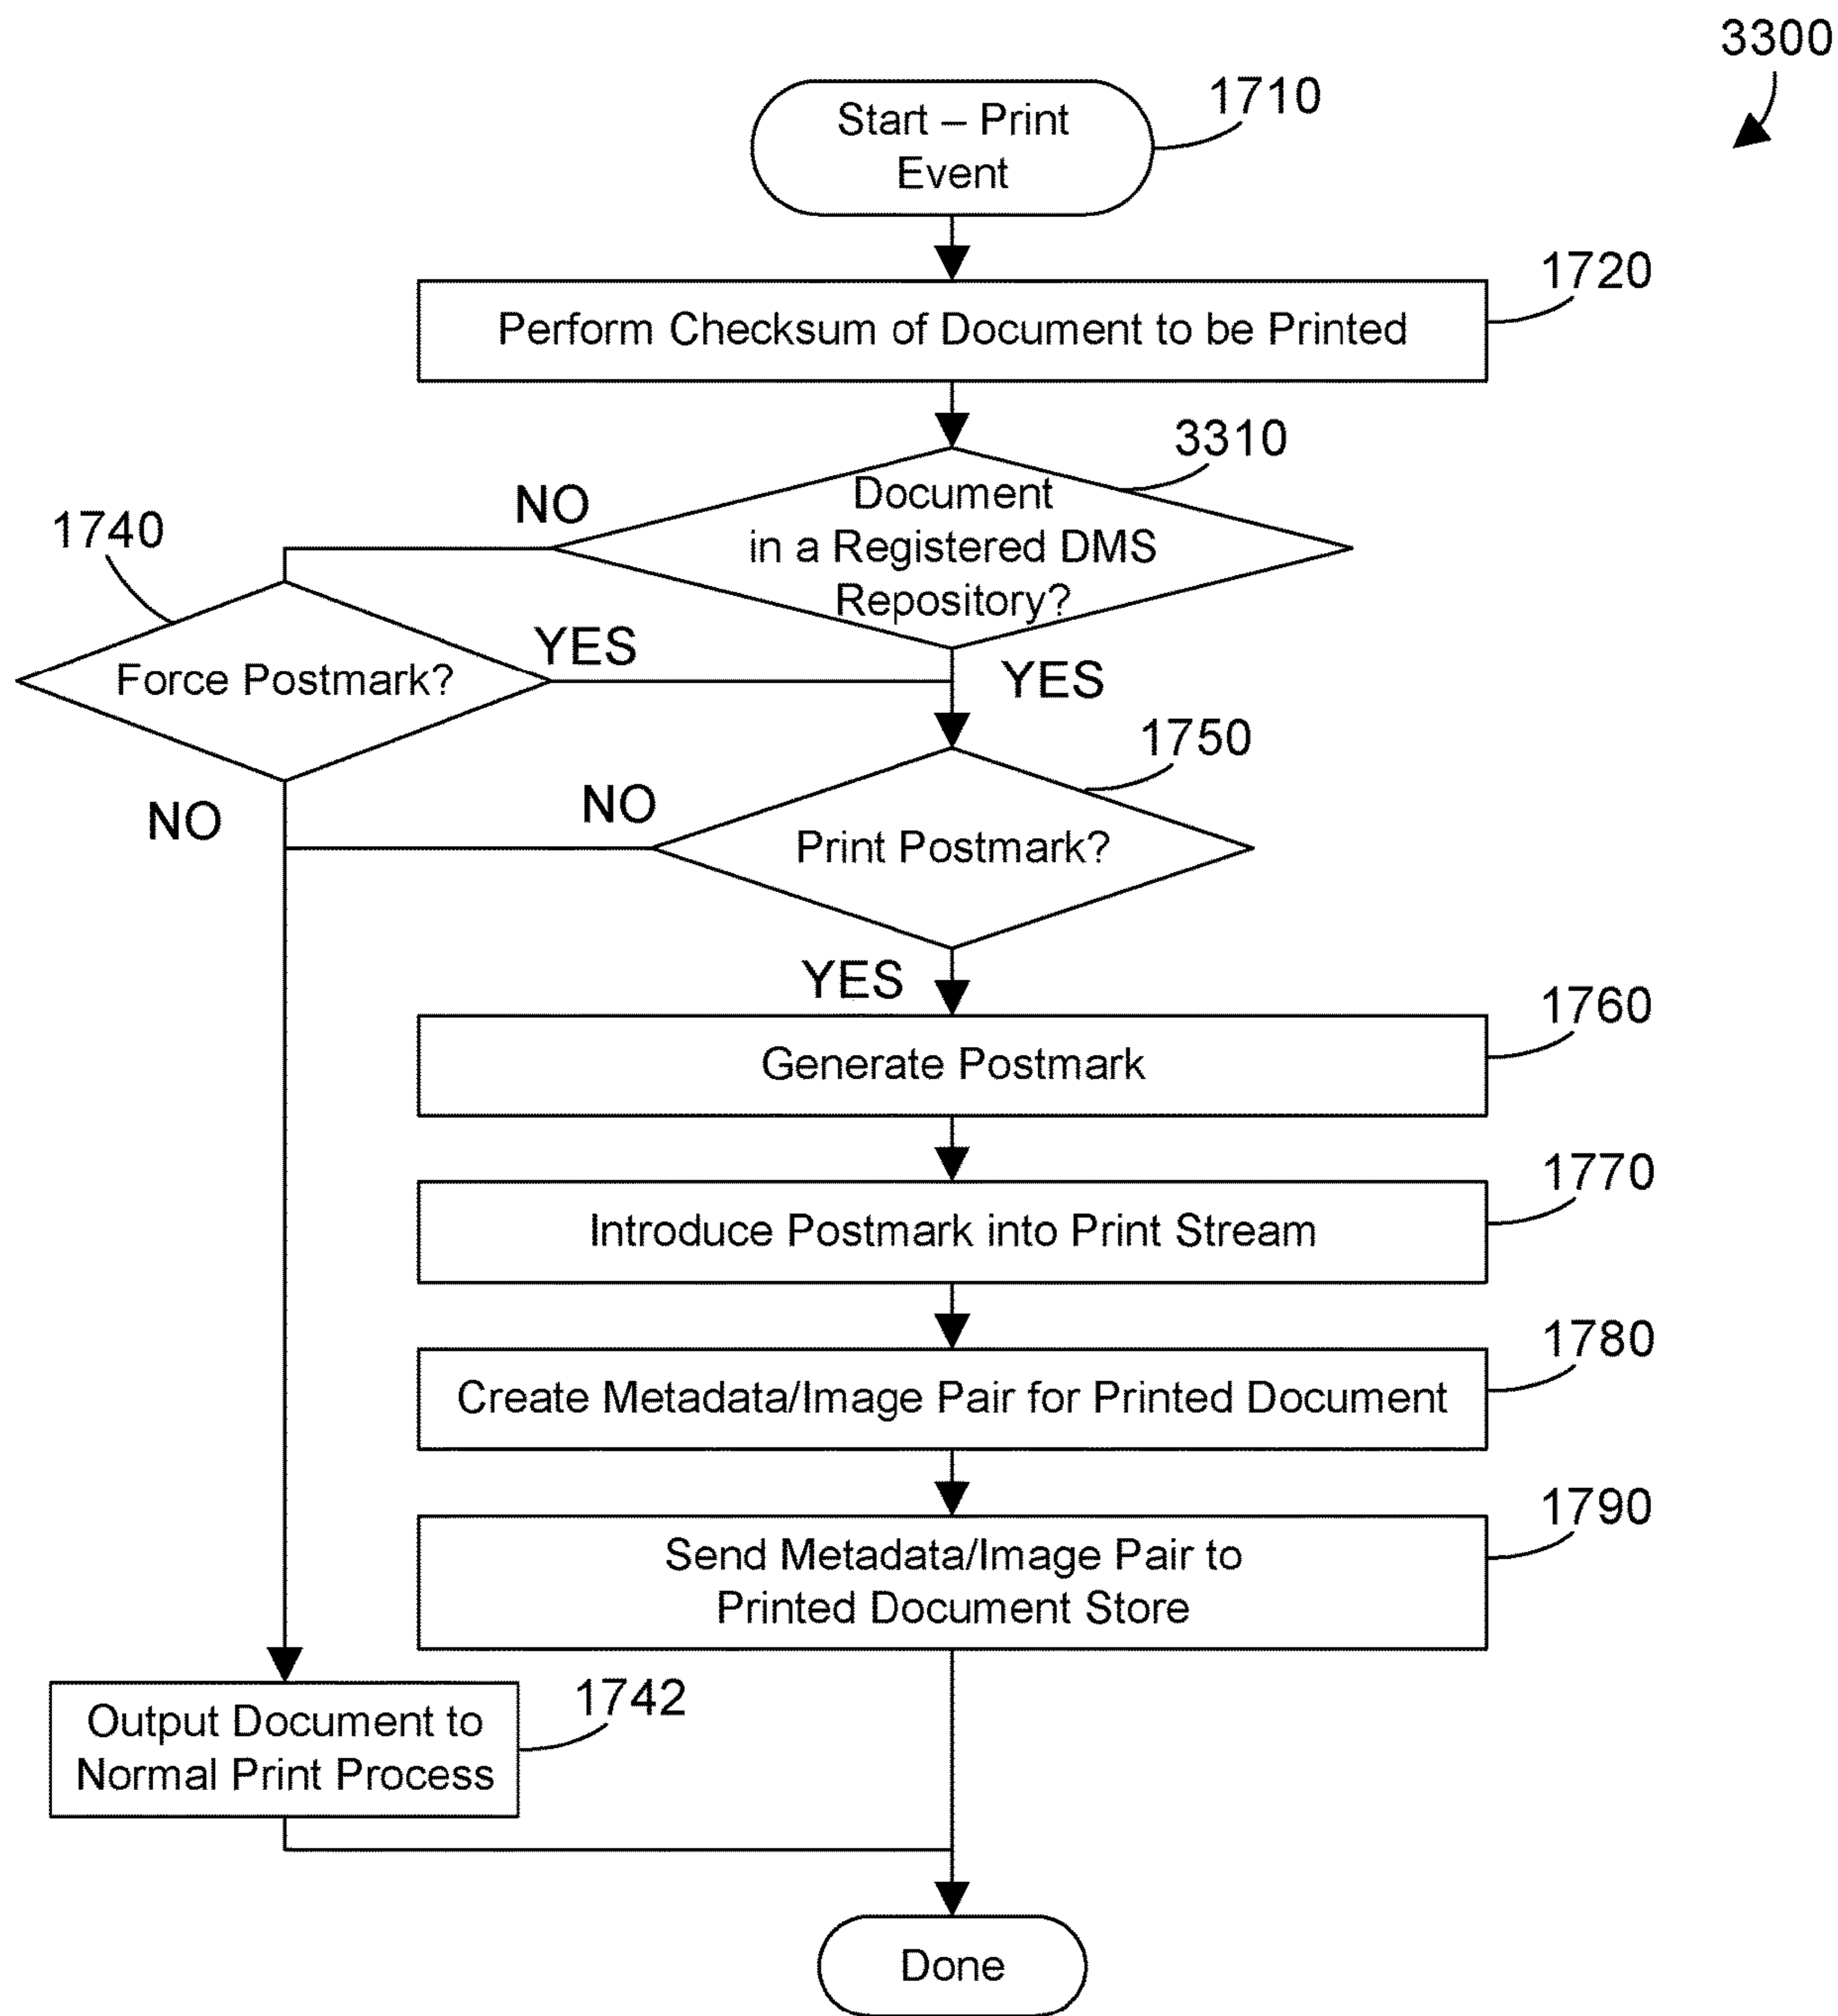 3300
Start – Print
Event
1710
Perform Checksum of Document to be Printed
1720
Document
in a Registered DMS
Repository?
3310
NO
YES
1740
Force Postmark?
YES
NO
1750
Print Postmark?
NO
YES
Generate Postmark
1760
Introduce Postmark into Print Stream
1770
Create Metadata/Image Pair for Printed Document
1780
Send Metadata/Image Pair to
Printed Document Store
1790
Output Document to
Normal Print Process
1742
Done